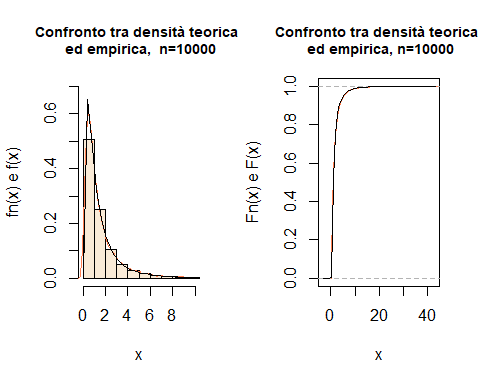 Confronto tra densità teorica
ed empirica,  n=10000
fn(x) e f(x)
0.6
0.4
0.2
0.0
0 2 4 6 8
x
Confronto tra densità teorica
ed empirica, n=10000
Fn(x) e F(x)
1.0
0.8
0.6
0.4
0.2
0.0
0 20 40
x